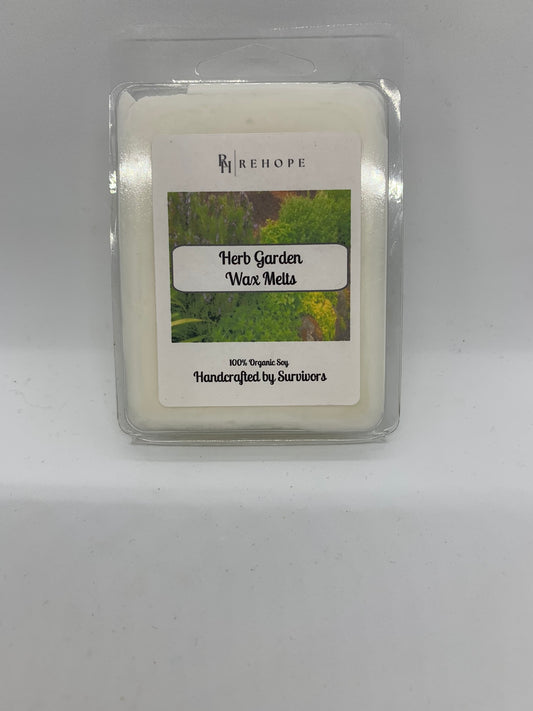 RH | REHOPE
Herb Garden
Wax Melts
100% Organic Soy
Handcrafted by Survivors